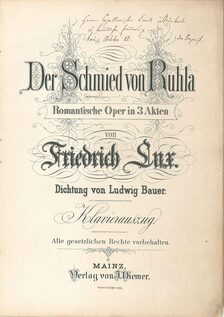 Der Schmied von Ruhla
Romantische Oper in 3 Akten
von
Friedrich Lux.
Dichtung von Ludwig Bauer.
Klavierauszug
Alle gesetzlichen Rechte vorbehalten.
MAINZ,
Verlag von J. Diemer.